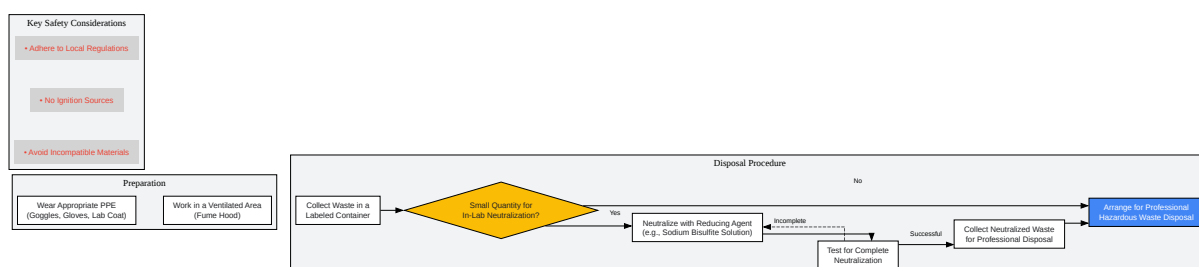 Key Safety Considerations
• Adhere to Local Regulations
• No Ignition Sources
• Avoid Incompatible Materials
Preparation
Wear Appropriate PPE
(Goggles, Gloves, Lab Coat)
Work in a Ventilated Area
(Fume Hood)
Disposal Procedure
Collect Waste in a
Labeled Container
Small Quantity for
In-Lab Neutralization?
No
Yes
Neutralize with Reducing Agent
(e.g., Sodium Bisulfite Solution)
Incomplete
Test for Complete
Neutralization
Successful
Collect Neutralized Waste
for Professional Disposal
Arrange for Professional
Hazardous Waste Disposal